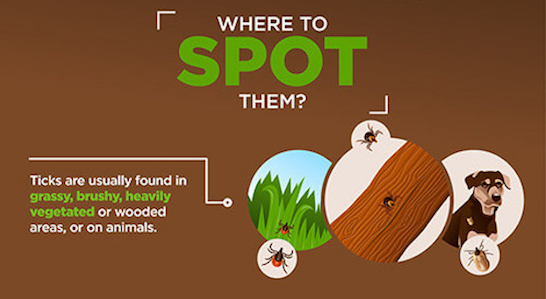 WHERE TO
SPOT
THEM?
Ticks are usually found in
grassy, brushy, heavily
vegetated or wooded
areas, or on animals.